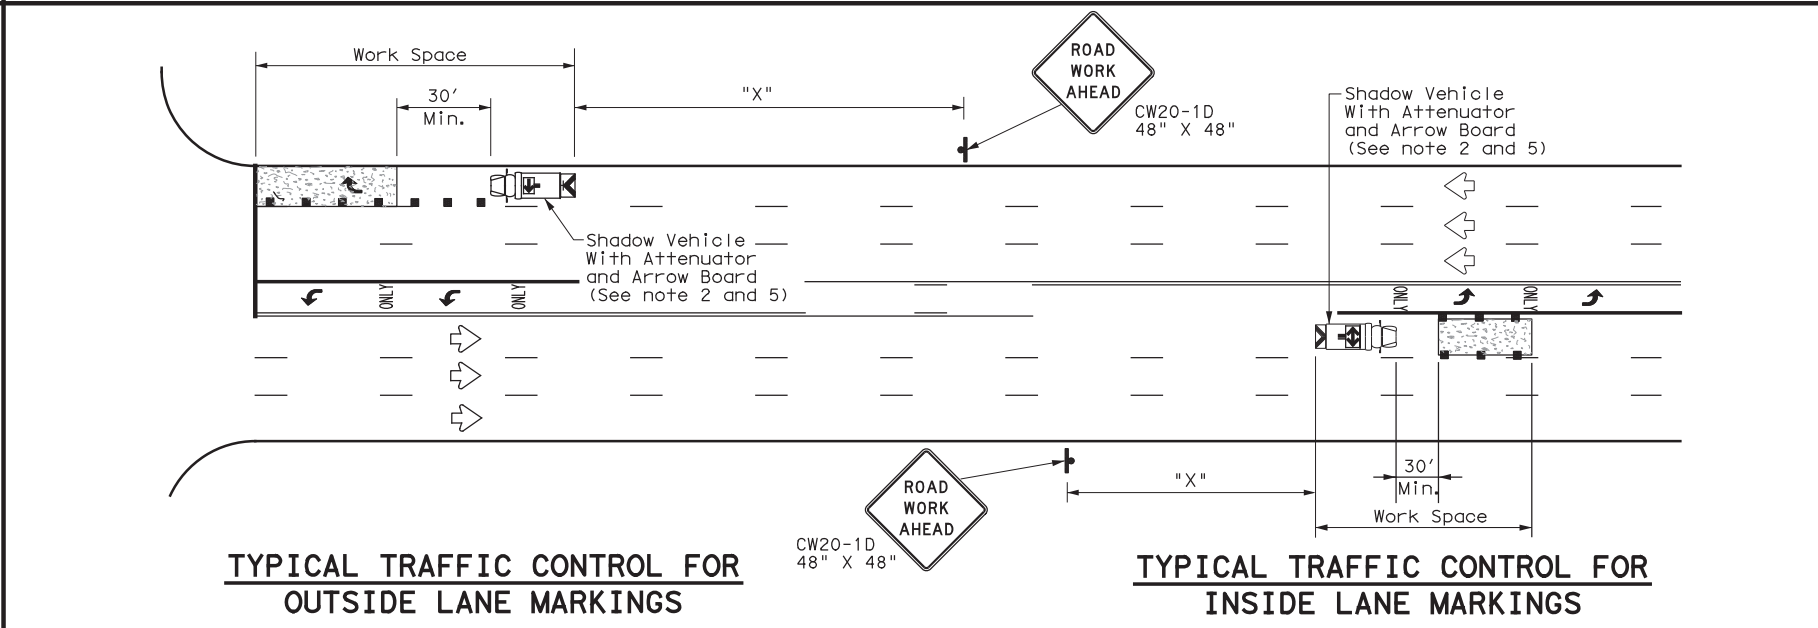 Work Space
30'
Min.
"X"
ROAD
WORK
AHEAD
CW20-1D
48" X 48"
Shadow Vehicle
With Attenuator
and Arrow Board
(See note 2 and 5)
Shadow Vehicle
With Attenuator
and Arrow Board
(See note 2 and 5)
ONLY
ONLY
ONLY
ONLY
ROAD
WORK
AHEAD
CW20-1D
48" X 48"
"X"
30'
Min.
Work Space
TYPICAL TRAFFIC CONTROL FOR
OUTSIDE LANE MARKINGS
TYPICAL TRAFFIC CONTROL FOR
INSIDE LANE MARKINGS